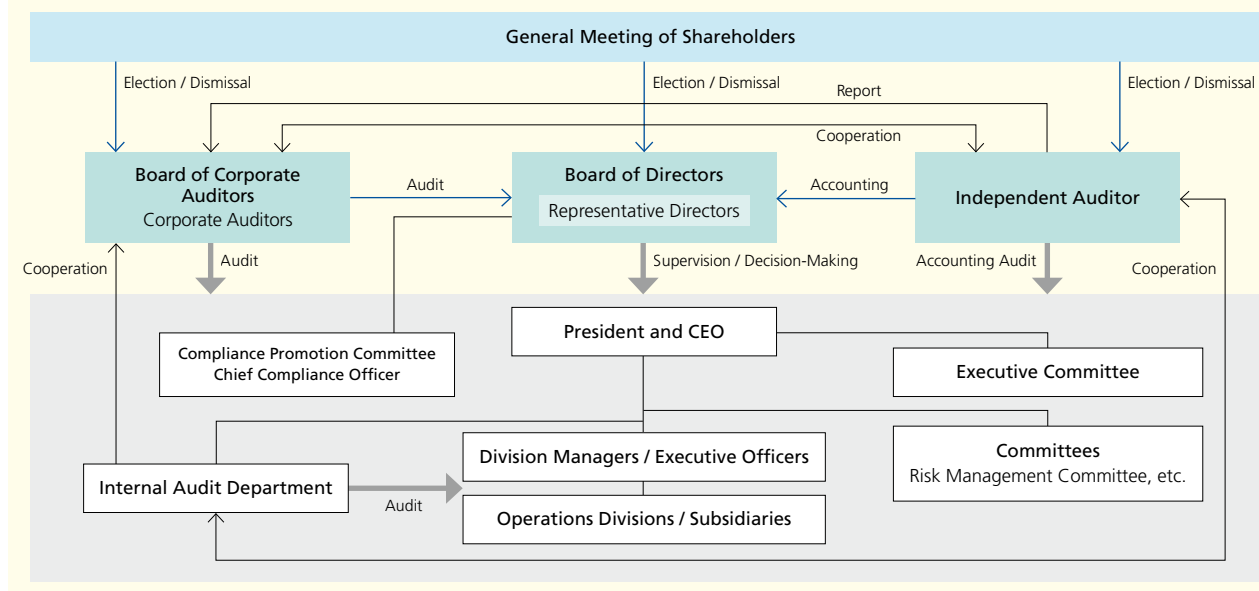 General Meeting of Shareholders
Election / Dismissal
Election / Dismissal
Election / Dismissal
Report
Cooperation
Board of Corporate
Auditors
Corporate Auditors
Audit
Board of Directors
Representative Directors
Accounting
Independent Auditor
Cooperation
Audit
Supervision / Decision-Making
Accounting Audit
Cooperation
President and CEO
Compliance Promotion Committee
Chief Compliance Officer
Executive Committee
Division Managers / Executive Officers
Committees
Risk Management Committee, etc.
Internal Audit Department
Audit
Operations Divisions / Subsidiaries